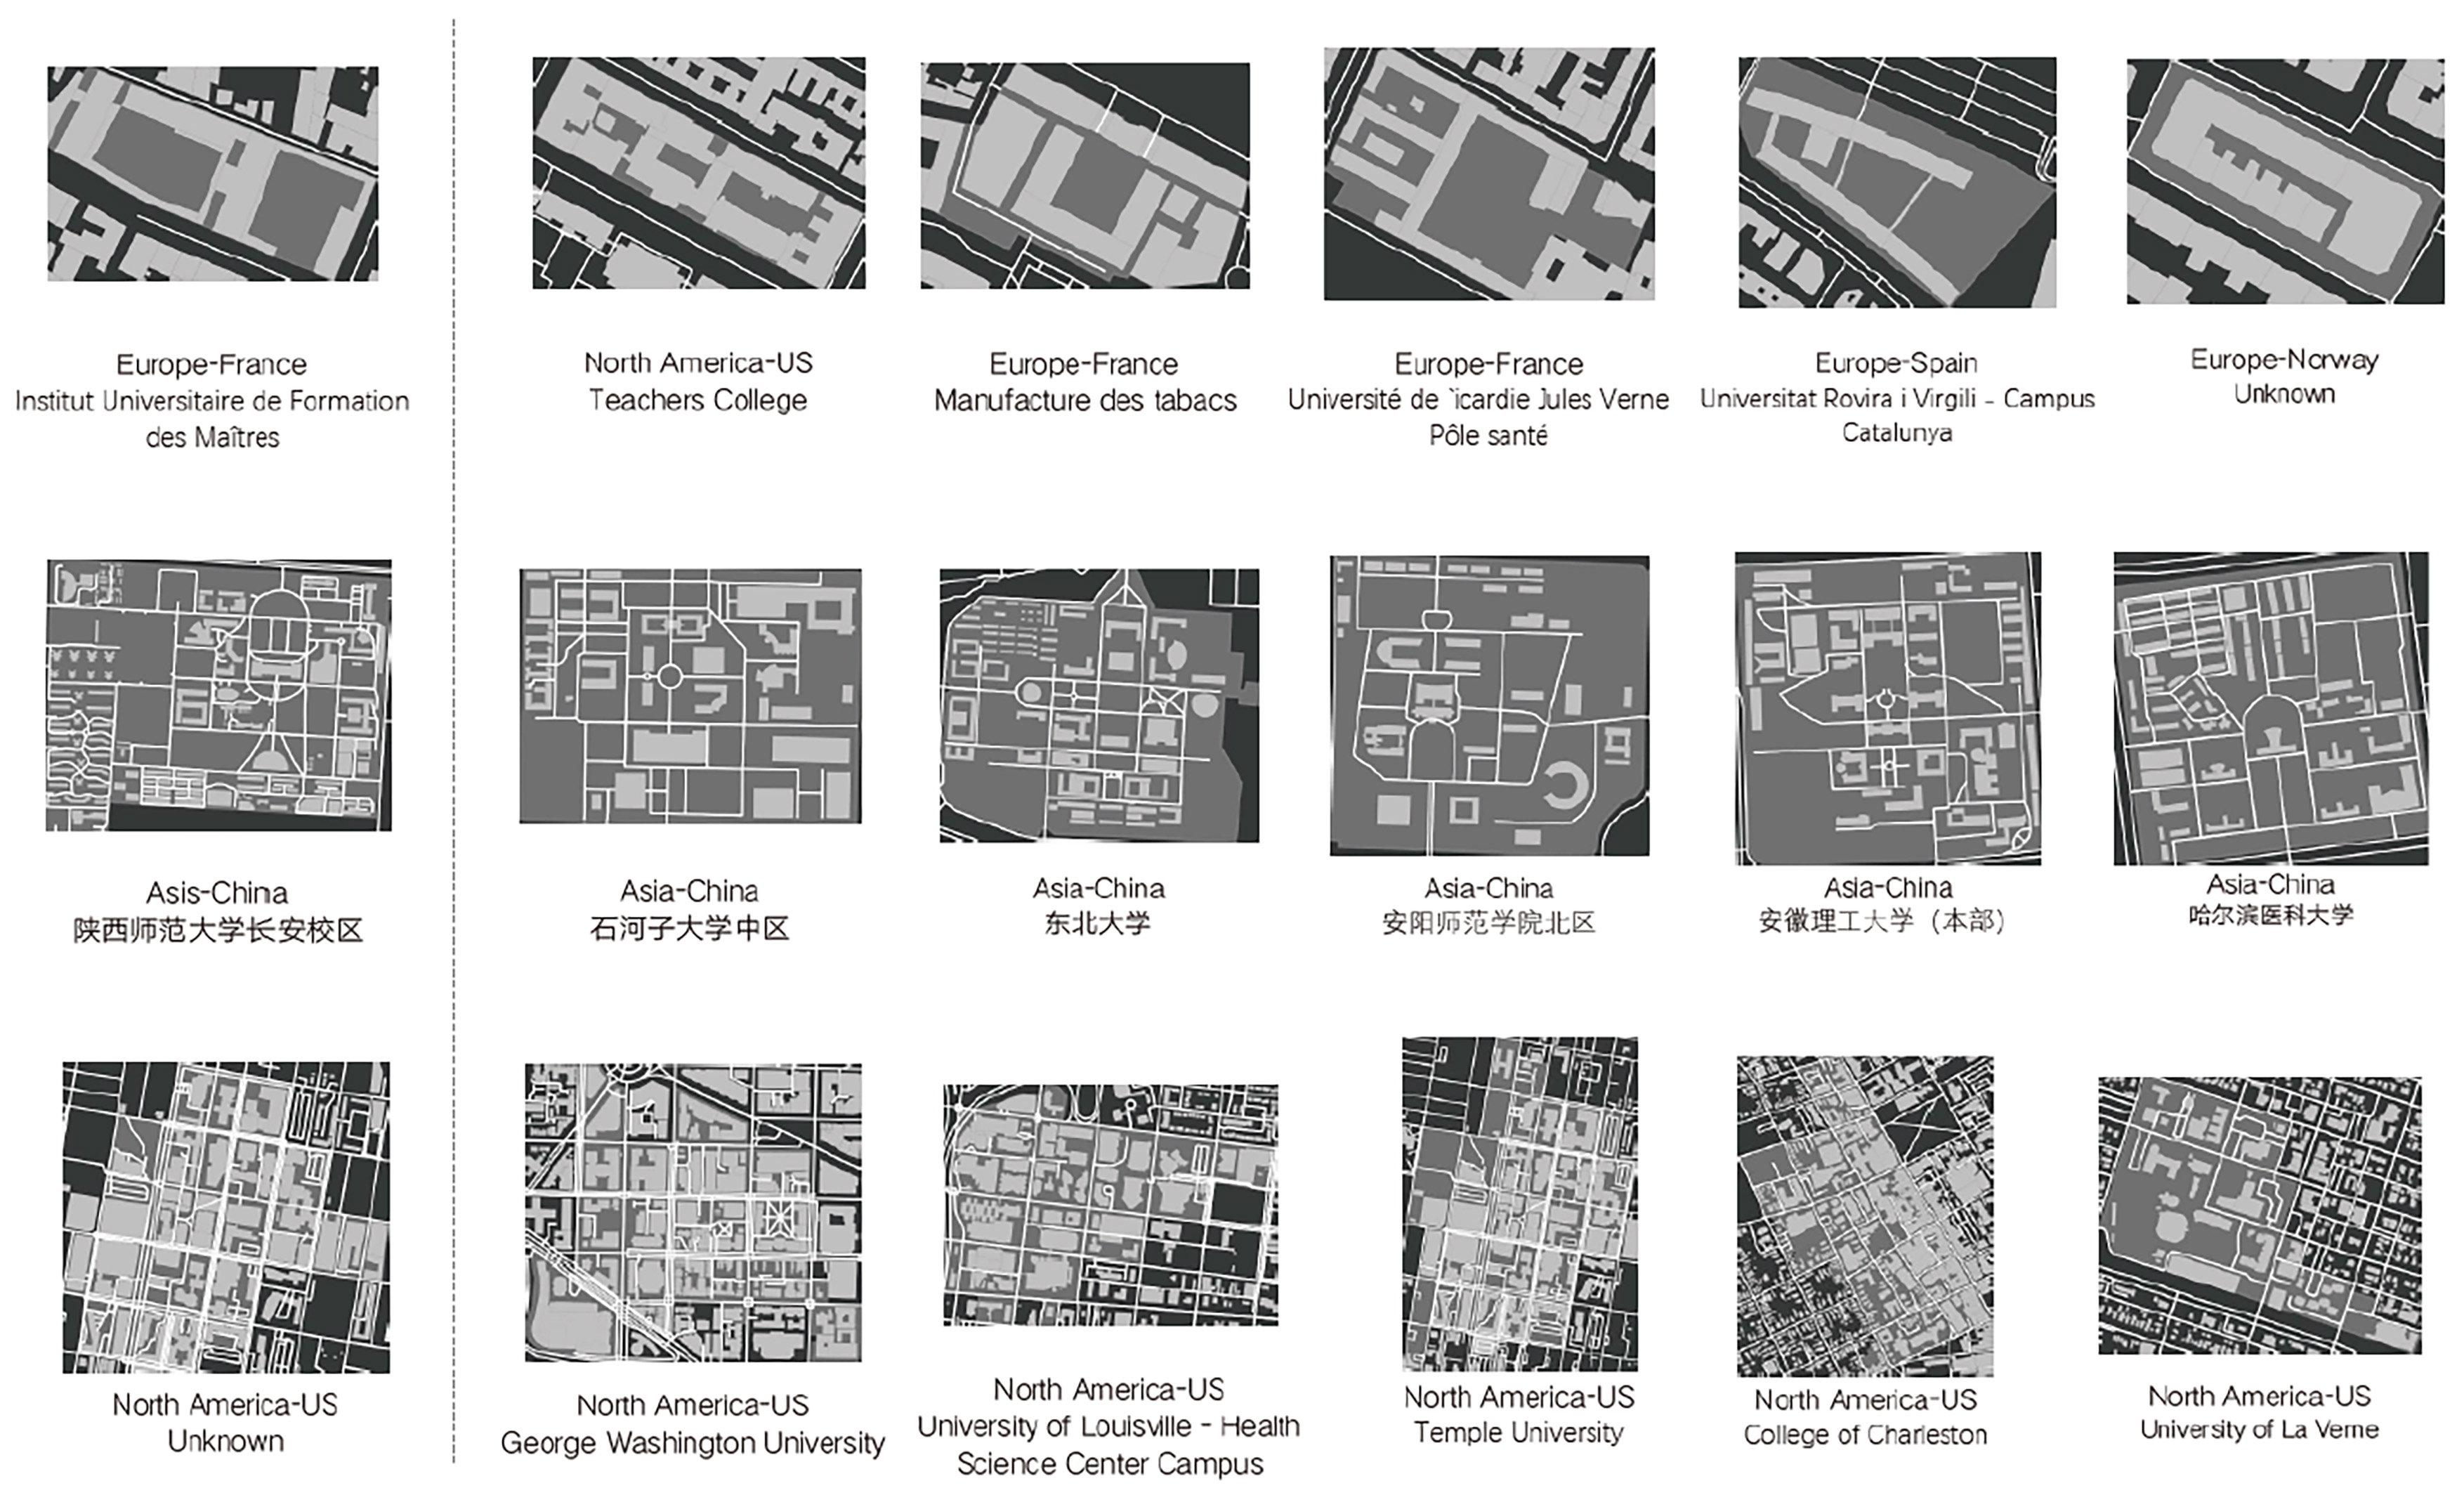 Europe-France
Institut Universitaire de Formation
des Maîtres
North America-US
Teachers College
Europe-France
Manufacture des tabacs
Europe-France
Université de `icardie Jules Verne
Pôle santé
Europe-Spain
Universitat Rovira i Virgili - Campus
Catalunya
Europe-Norway
Unknown
Asis-China
陕西师范大学长安校区
Asia-China
石河子大学中区
Asia-China
东北大学
Asia-China
安阳师范学院北区
Asia-China
安徽理工大学（本部）
Asia-China
哈尔滨医科大学
North America-US
Unknown
North America-US
George Washington University
North America-US
University of Louisville - Health
Science Center Campus
North America-US
Temple University
North America-US
College of Charleston
North America-US
University of La Verne